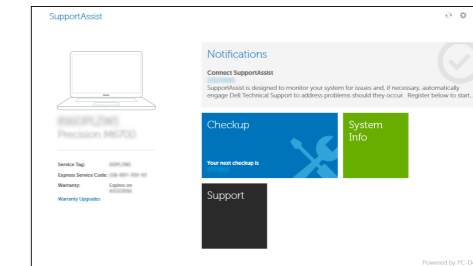 SupportAssist
Notifications
Connect SupportAssist
SupportAssist is designed to monitor your system for issues and, if necessary, automatically
engage Dell Technical Support to address problems should they occur. Register below to start..
Precision M6700
Checkup
System
Info
Your next checkup is
Service Tag:
Express Service Code:
Warranty: Expires on
Warranty Upgrades
Support
Powered by PC-D